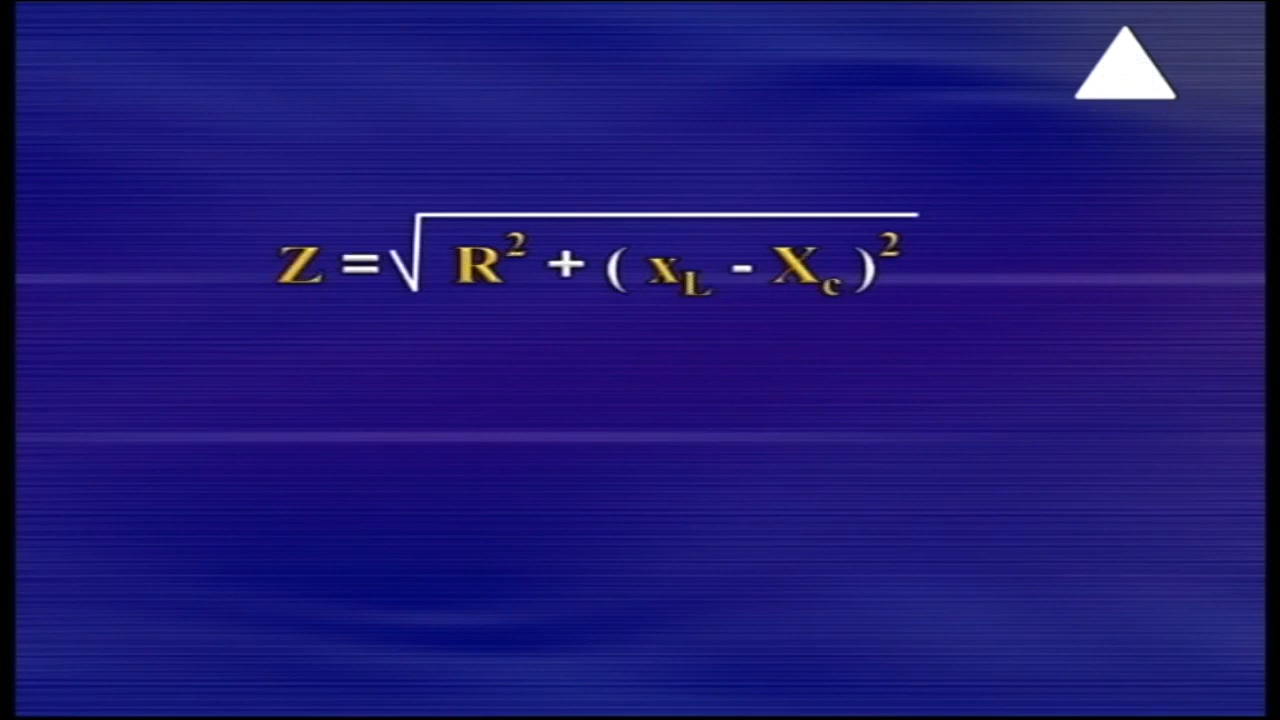 Z = √ R² + ( x_L - X_c )²